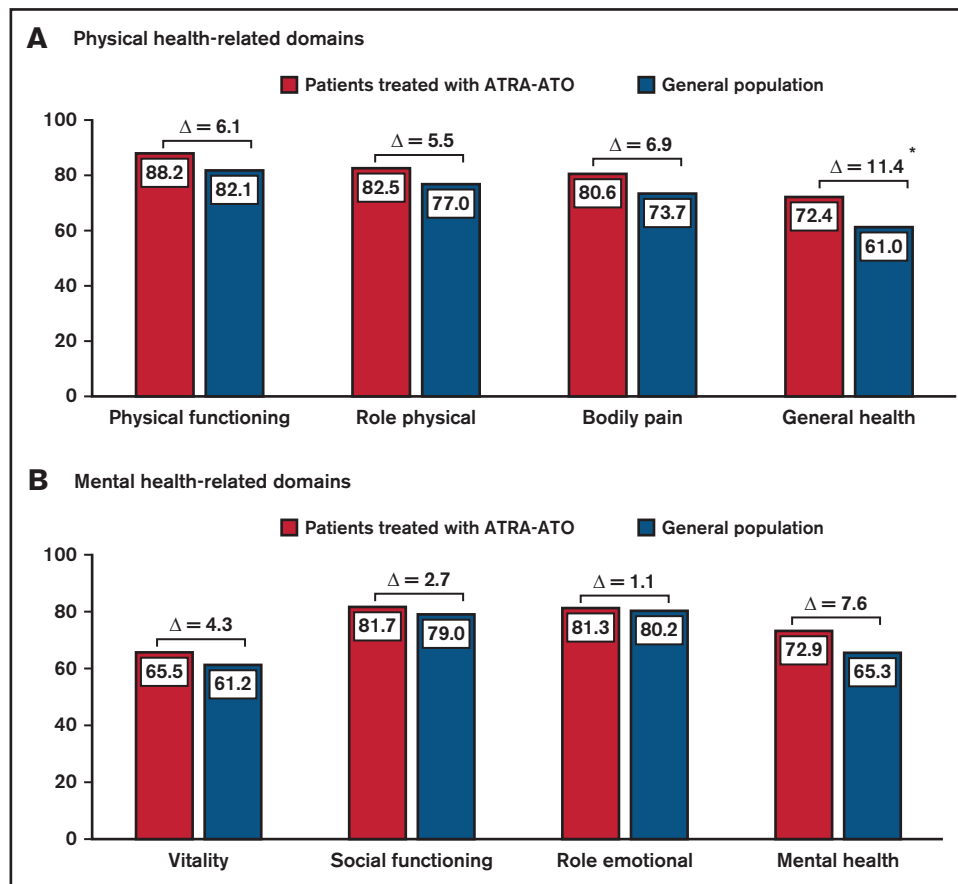 A Physical health-related domains
Patients treated with ATRA-ATO General population
100
80
60
40
20
0
Δ = 6.1
Δ = 5.5
Δ = 6.9
Δ = 11.4 *
88.2
82.1
82.5
77.0
80.6
73.7
72.4
61.0
Physical functioning Role physical Bodily pain General health
B Mental health-related domains
Patients treated with ATRA-ATO General population
100
80
60
40
20
0
Δ = 4.3
Δ = 2.7
Δ = 1.1
Δ = 7.6
65.5
61.2
81.7
79.0
81.3
80.2
72.9
65.3
Vitality Social functioning Role emotional Mental health